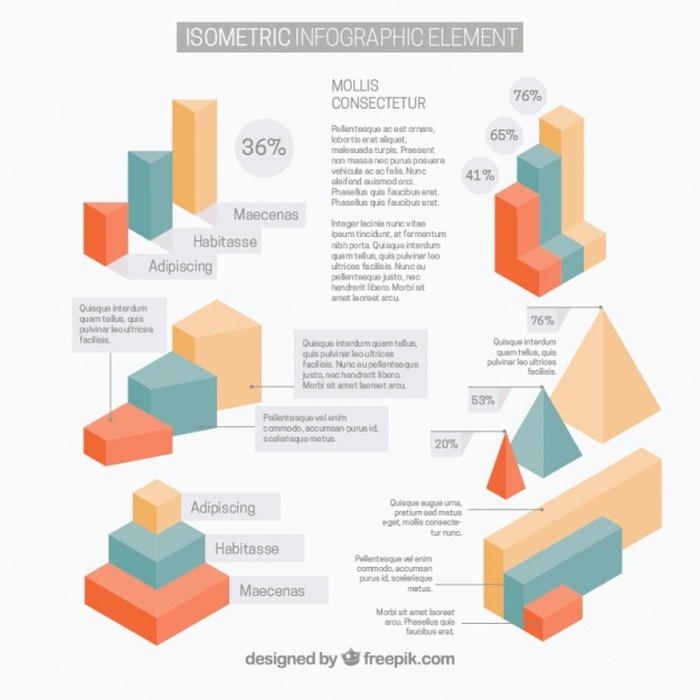 ISOMETRIC INFOGRAPHIC ELEMENT
36%
Maecenas
Habitasse
Adipiscing
MOLLIS
CONSECTETUR
Pellentesque ac est ornare,
lobortis erat aliquet,
malesuada turpis. Praesent
non massa nec purus posuere
vehicula ac ac felis. Nunc
eleifend euismod orci.
Phasellus quis faucibus erat.
Phasellus quis faucibus erat.
Integer lacinia nunc vitae
ipsum tincidunt, at formentum
nibh porta. Quisque interdum
quam tellus, quis pulvinar leo
ultrices facilisis. Nunc eu
pellentesque justo, nec
hendrerit libero. Morbi sit
amet laoreet arcu.
76%
65%
41%
Quisque interdum
quam tellus, quis
pulvinar leo ultrices
facilisis.
Quisque interdum quam tellus,
quis pulvinar leo ultrices
facilisis. Nunc eu pellentesque
justo, nec hendrerit libero.
Morbi sit amet laoreet arcu.
Pellentesque vel enim
commodo, accumsan purus id,
scelerisque metus.
76%
Quisque interdum
quam tellus, quis
pulvinar leo ultrices
facilisis.
53%
20%
Adipiscing
Habitasse
Maecenas
Quisque augue urna,
pretium sed metus
eget, mollis consecte-
tur nunc.
Pellentesque vel enim
commodo, accumsan
purus id, scelerisque
metus.
Morbi sit amet laoreet
arcu. Phasellus quis
faucibus erat.
designed by freepik.com